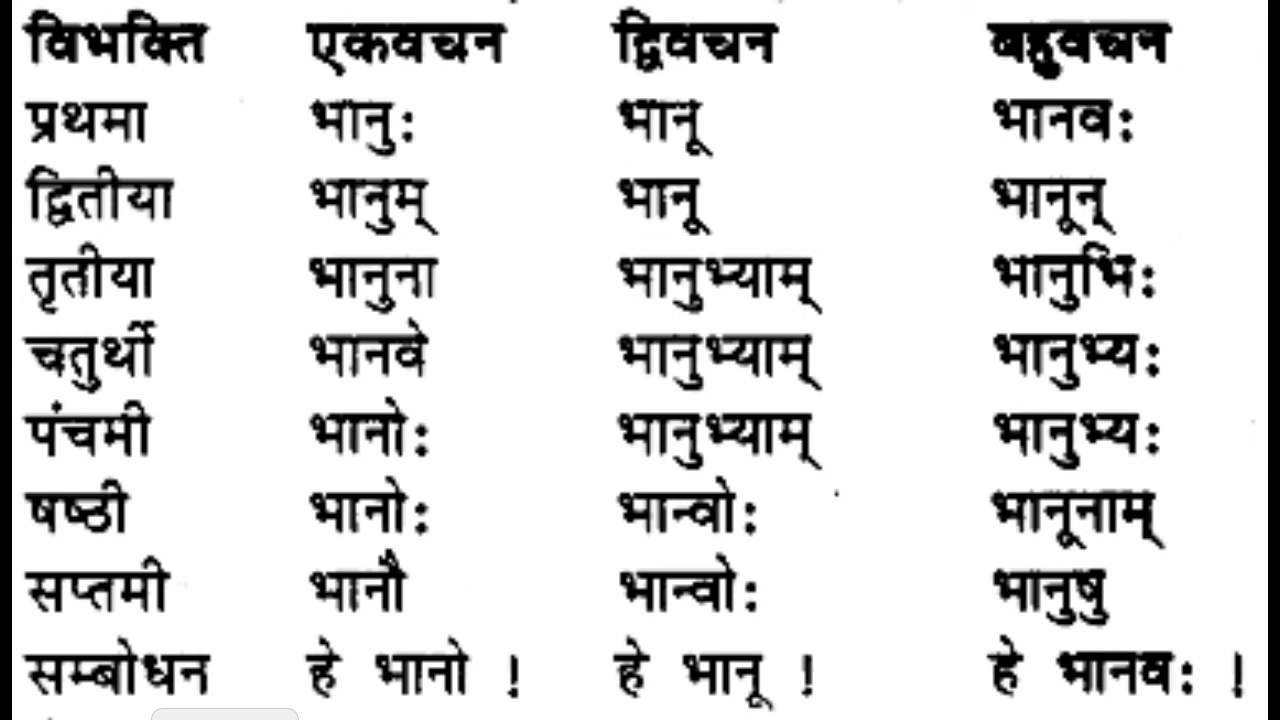 विभक्ति एकवचन द्विवचन बहुवचन
प्रथमा भानुः भानू भानवः
द्वितीया भानुम् भानू भानून्
तृतीया भानुना भानुभ्याम् भानुभिः
चतुर्थी भानवे भानुभ्याम् भानुभ्यः
पंचमी भानोः भानुभ्याम् भानुभ्यः
षष्ठी भानोः भान्वोः भानूनाम्
सप्तमी भानौ भान्वोः भानुषु
सम्बोधन हे भानो ! हे भानू ! हे भानवः !